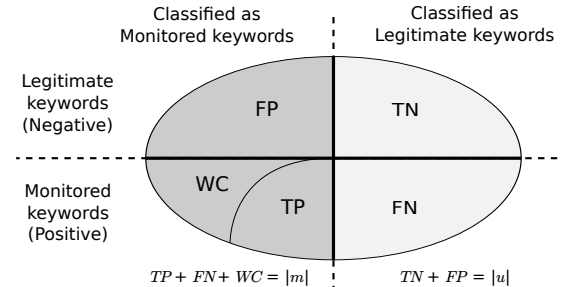 Classified as
Monitored keywords
Classified as
Legitimate keywords
Legitimate
keywords
(Negative)
FP
TN
Monitored
keywords
(Positive)
WC
TP
FN
TP + FN + WC = |m|
TN + FP = |u|